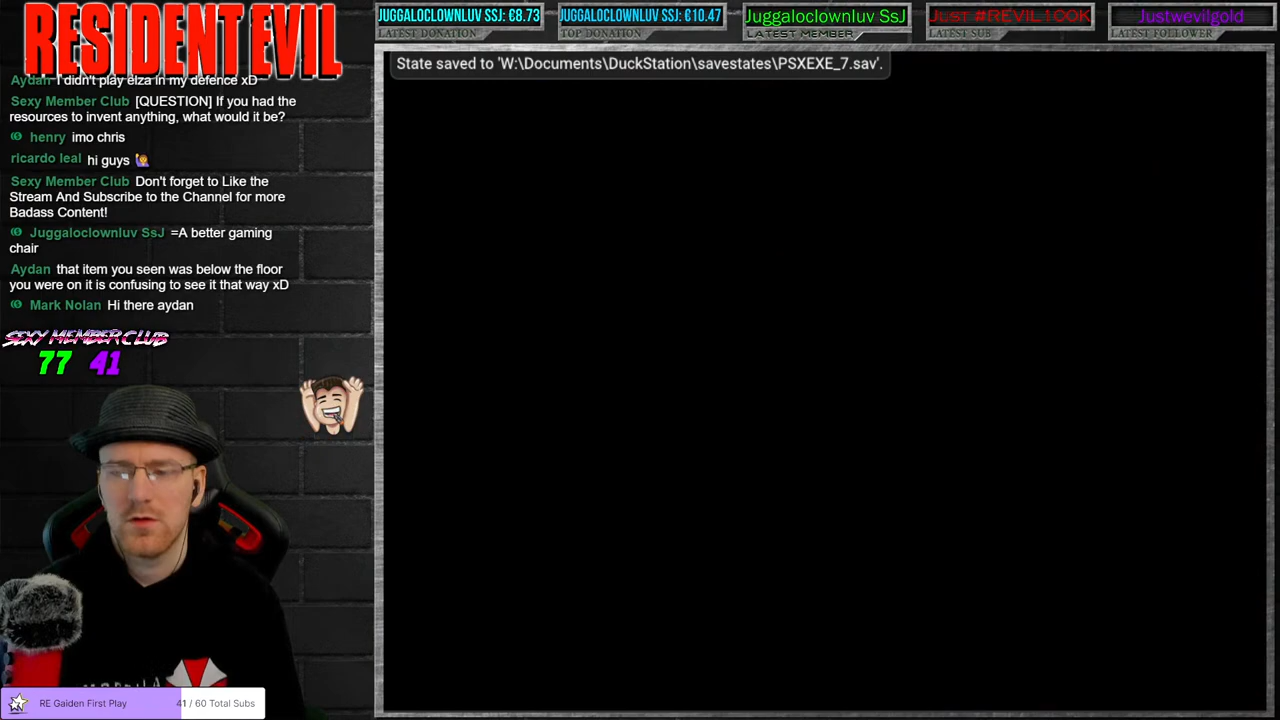 RESIDENT EVIL
JUGGALOCLOWNLUV SSJ: €8.73
LATEST DONATION
JUGGALOCLOWNLUV SSJ: €10.47
TOP DONATION
Juggaloclownluv SsJ
LATEST MEMBER
Just #REVIL100K
LATEST SUB
Justwevilgold
LATEST FOLLOWER
State saved to 'W:\Documents\DuckStation\savestates\PSXEXE_7.sav'.
Aydan I didn't play elza in my defence xD
Sexy Member Club [QUESTION] If you had the
resources to invent anything, what would it be?
henry imo chris
ricardo leal hi guys 🙋
Sexy Member Club Don't forget to Like the
Stream And Subscribe to the Channel for more
Badass Content!
Juggaloclownluv SsJ =A better gaming
chair
Aydan that item you seen was below the floor
you were on it is confusing to see it that way xD
Mark Nolan Hi there aydan
SEXY MEMBER CLUB
77 41
RE Gaiden First Play 41 / 60 Total Subs